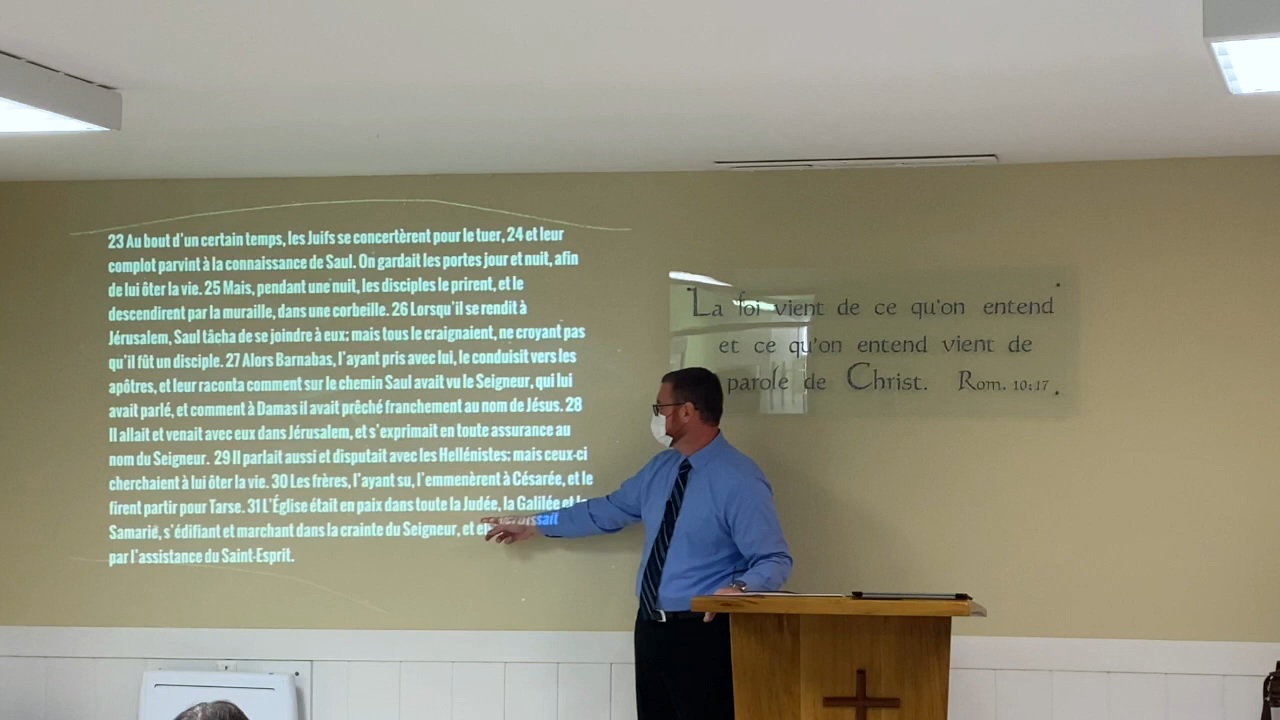 23 Au bout d'un certain temps, les Juifs se concertèrent pour le tuer, 24 et leur
complot parvint à la connaissance de Saul. On gardait les portes jour et nuit, afin
de lui ôter la vie. 25 Mais, pendant une nuit, les disciples le prirent, et le
descendirent par la muraille, dans une corbeille. 26 Lorsqu'il se rendit à
Jérusalem, Saul tâcha de se joindre à eux; mais tous le craignaient, ne croyant pas
qu'il fût un disciple. 27 Alors Barnabas, l'ayant pris avec lui, le conduisit vers les
apôtres, et leur raconta comment sur le chemin Saul avait vu le Seigneur, qui lui
avait parlé, et comment à Damas il avait prêché franchement au nom de Jésus. 28
Il allait et venait avec eux dans Jérusalem, et s'exprimait en toute assurance au
nom du Seigneur. 29 Il parlait aussi et disputait avec les Hellénistes; mais ceux-ci
cherchaient à lui ôter la vie. 30 Les frères, l'ayant su, l'emmenèrent à Césarée, et le
firent partir pour Tarse. 31 L'Église était en paix dans toute la Judée, la Galilée et la
Samarie, s'édifiant et marchant dans la crainte du Seigneur, et
par l'assistance du Saint-Esprit.
La foi vient de ce qu'on entend
et ce qu'on entend vient de
parole de Christ. Rom. 10:17.